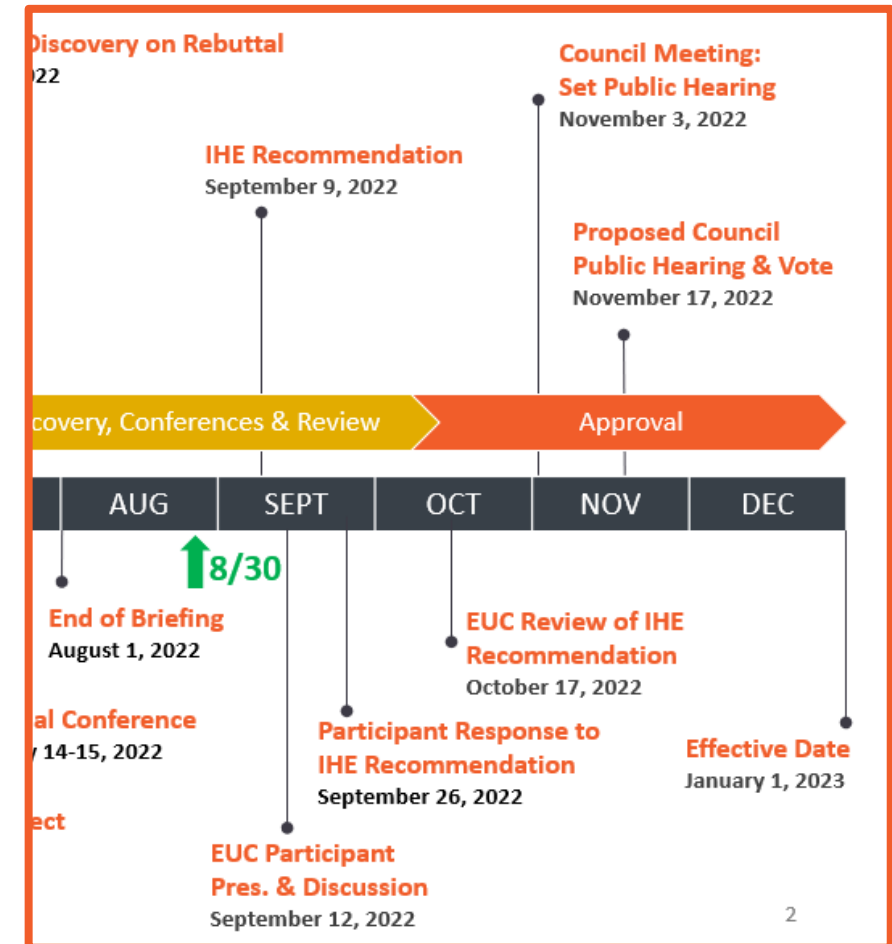 Discovery on Rebuttal
022
Council Meeting:
Set Public Hearing
November 3, 2022
IHE Recommendation
September 9, 2022
Proposed Council
Public Hearing & Vote
November 17, 2022
covery, Conferences & Review
Approval
AUG
SEPT
OCT
NOV
DEC
8/30
End of Briefing
August 1, 2022
EUC Review of IHE
Recommendation
October 17, 2022
al Conference
14-15, 2022
Participant Response to
IHE Recommendation
September 26, 2022
Effective Date
January 1, 2023
ect
EUC Participant
Pres. & Discussion
September 12, 2022
2